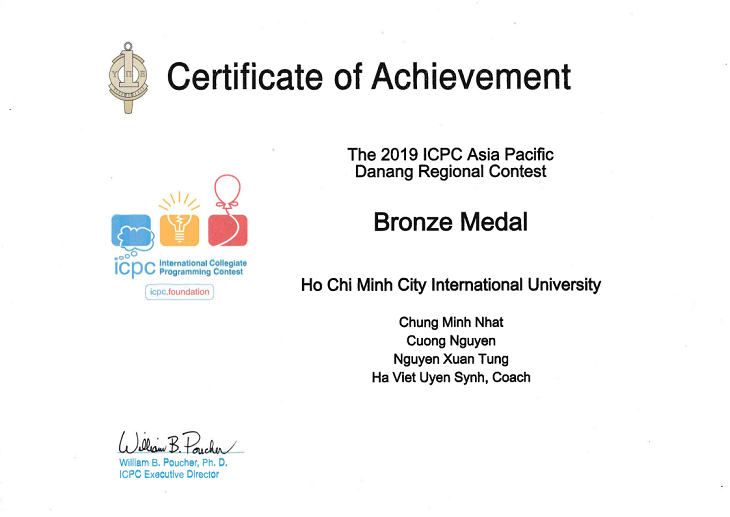 Certificate of Achievement
The 2019 ICPC Asia Pacific
Danang Regional Contest
Bronze Medal
icpc International Collegiate
Programming Contest
icpc.foundation
Ho Chi Minh City International University
Chung Minh Nhat
Cuong Nguyen
Nguyen Xuan Tung
Ha Viet Uyen Synh, Coach
William B. Poucher
William B. Poucher, Ph. D.
ICPC Executive Director